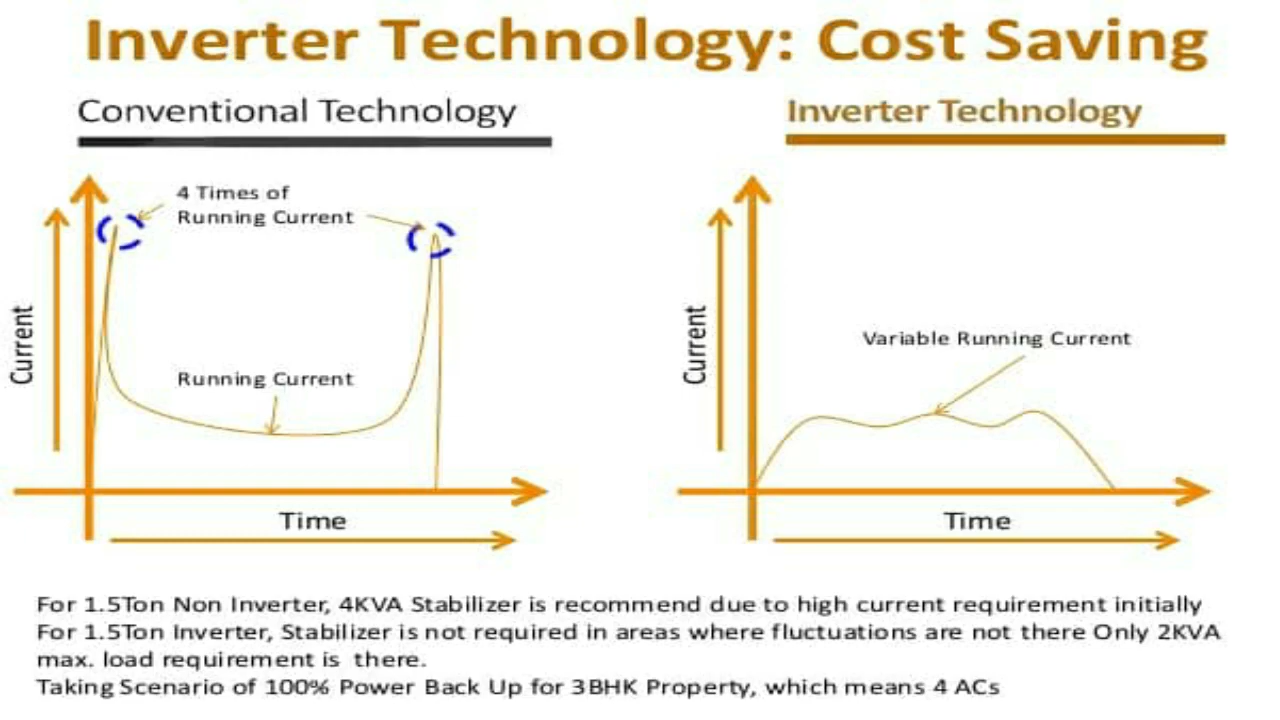 Inverter Technology: Cost Saving
Conventional Technology
Inverter Technology
4 Times of
Running Current
Current
Running Current
Time
Current
Variable Running Current
Time
For 1.5Ton Non Inverter, 4KVA Stabilizer is recommend due to high current requirement initially
For 1.5Ton Inverter, Stabilizer is not required in areas where fluctuations are not there Only 2KVA
max. load requirement is there.
Taking Scenario of 100% Power Back Up for 3BHK Property, which means 4 ACs